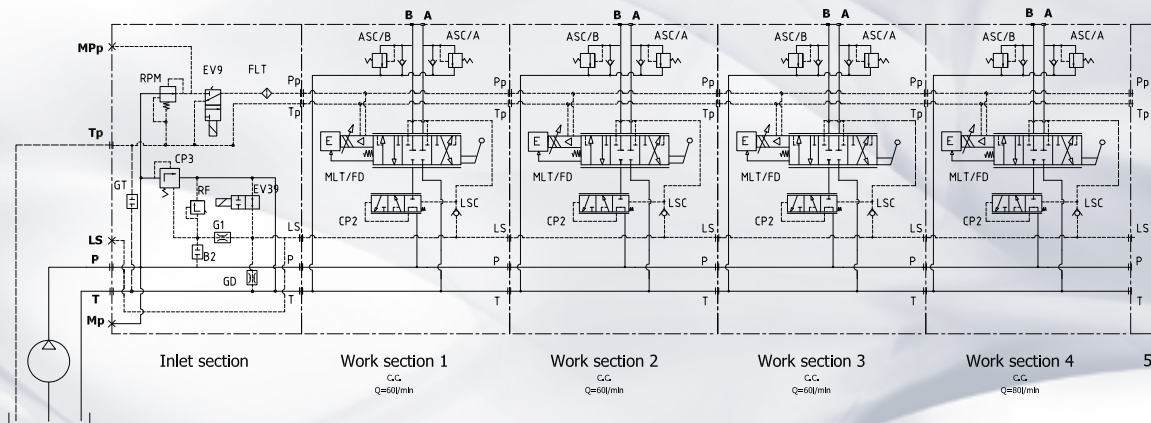 B A
B A
B A
B A
ASC/B ASC/A
ASC/B ASC/A
ASC/B ASC/A
ASC/B ASC/A
MPp
RPM EV9 FLT
Pp Pp Pp Pp Pp
Tp Tp Tp Tp Tp
Tp
E E E E
MLT/FD MLT/FD MLT/FD MLT/FD
CP3
GT RF EV39
CP2 LSC CP2 LSC CP2 LSC CP2 LSC
G1
LS LS LS LS LS LS
B2
P P P P P P
GD
T T T T T T
Mp
Inlet section Work section 1 Work section 2 Work section 3 Work section 4 5
C.C. C.C. C.C. C.C.
Q=60l/min Q=60l/min Q=60l/min Q=80l/min